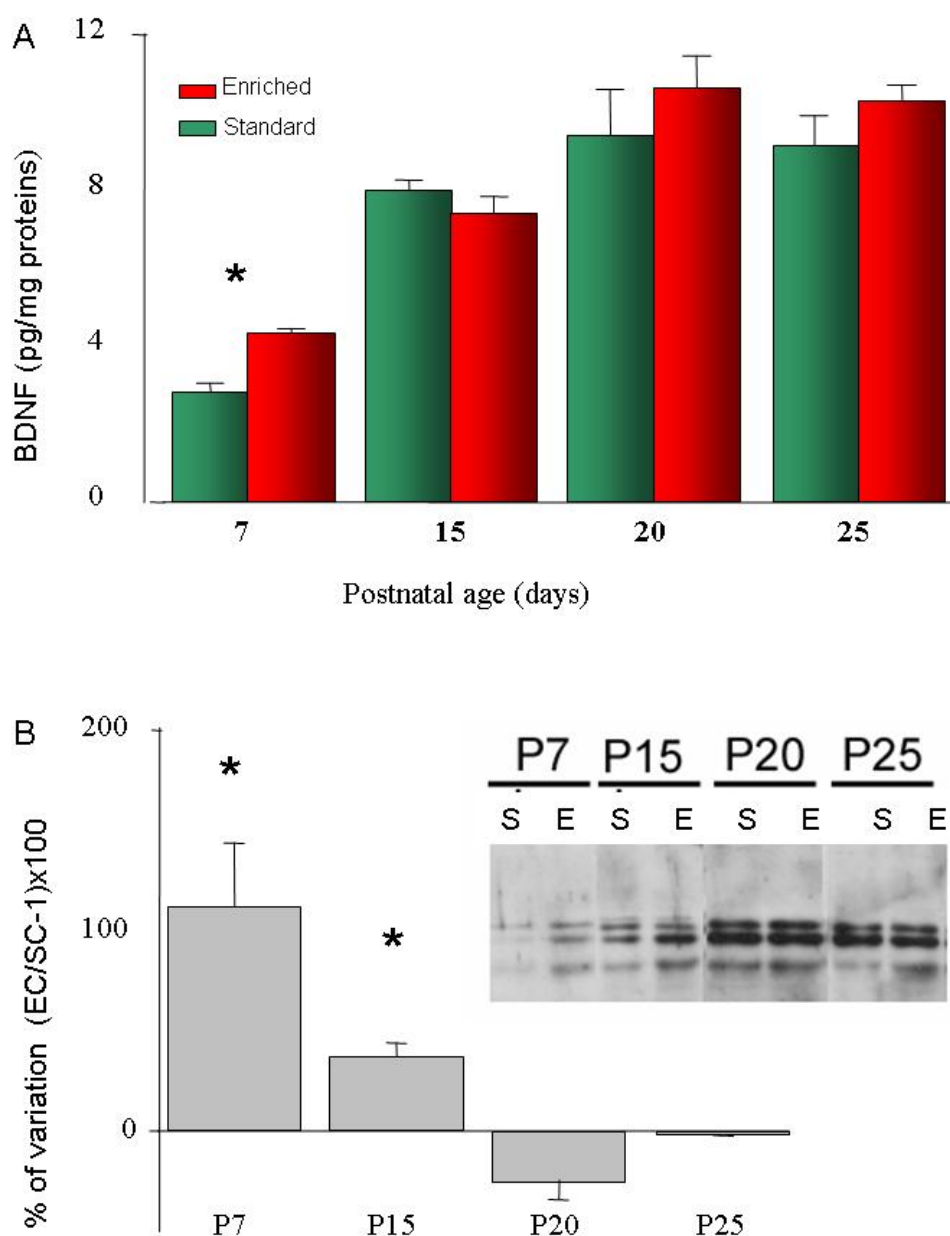 A
12
Enriched
Standard
8
*
4
0
BDNF (pg/mg proteins)
7 15 20 25
Postnatal age (days)
B
200
*
100
*
0
% of variation (EC/SC-1)x100
P7 P15 P20 P25
S E S E S E S E
P7 P15 P20 P25